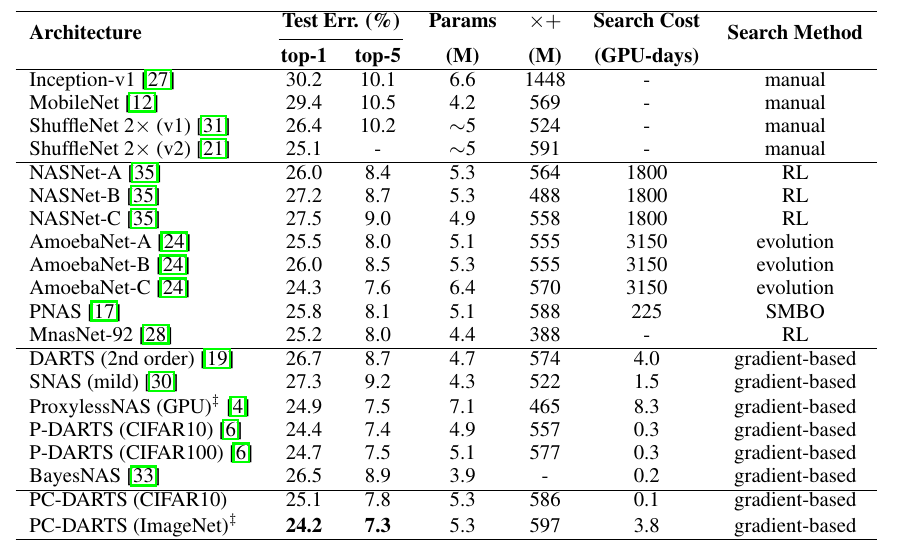 Architecture Test Err. (%) Params ×+ Search Cost Search Method
top-1 top-5 (M) (M) (GPU-days)
Inception-v1 [27] 30.2 10.1 6.6 1448 - manual
MobileNet [12] 29.4 10.5 4.2 569 - manual
ShuffleNet 2× (v1) [31] 26.4 10.2 ~5 524 - manual
ShuffleNet 2× (v2) [21] 25.1 - ~5 591 - manual
NASNet-A [35] 26.0 8.4 5.3 564 1800 RL
NASNet-B [35] 27.2 8.7 5.3 488 1800 RL
NASNet-C [35] 27.5 9.0 4.9 558 1800 RL
AmoebaNet-A [24] 25.5 8.0 5.1 555 3150 evolution
AmoebaNet-B [24] 26.0 8.5 5.3 555 3150 evolution
AmoebaNet-C [24] 24.3 7.6 6.4 570 3150 evolution
PNAS [17] 25.8 8.1 5.1 588 225 SMBO
MnasNet-92 [28] 25.2 8.0 4.4 388 - RL
DARTS (2nd order) [19] 26.7 8.7 4.7 574 4.0 gradient-based
SNAS (mild) [30] 27.3 9.2 4.3 522 1.5 gradient-based
ProxylessNAS (GPU)‡ [4] 24.9 7.5 7.1 465 8.3 gradient-based
P-DARTS (CIFAR10) [6] 24.4 7.4 4.9 557 0.3 gradient-based
P-DARTS (CIFAR100) [6] 24.7 7.5 5.1 577 0.3 gradient-based
BayesNAS [33] 26.5 8.9 3.9 - 0.2 gradient-based
PC-DARTS (CIFAR10) 25.1 7.8 5.3 586 0.1 gradient-based
PC-DARTS (ImageNet)‡ 24.2 7.3 5.3 597 3.8 gradient-based